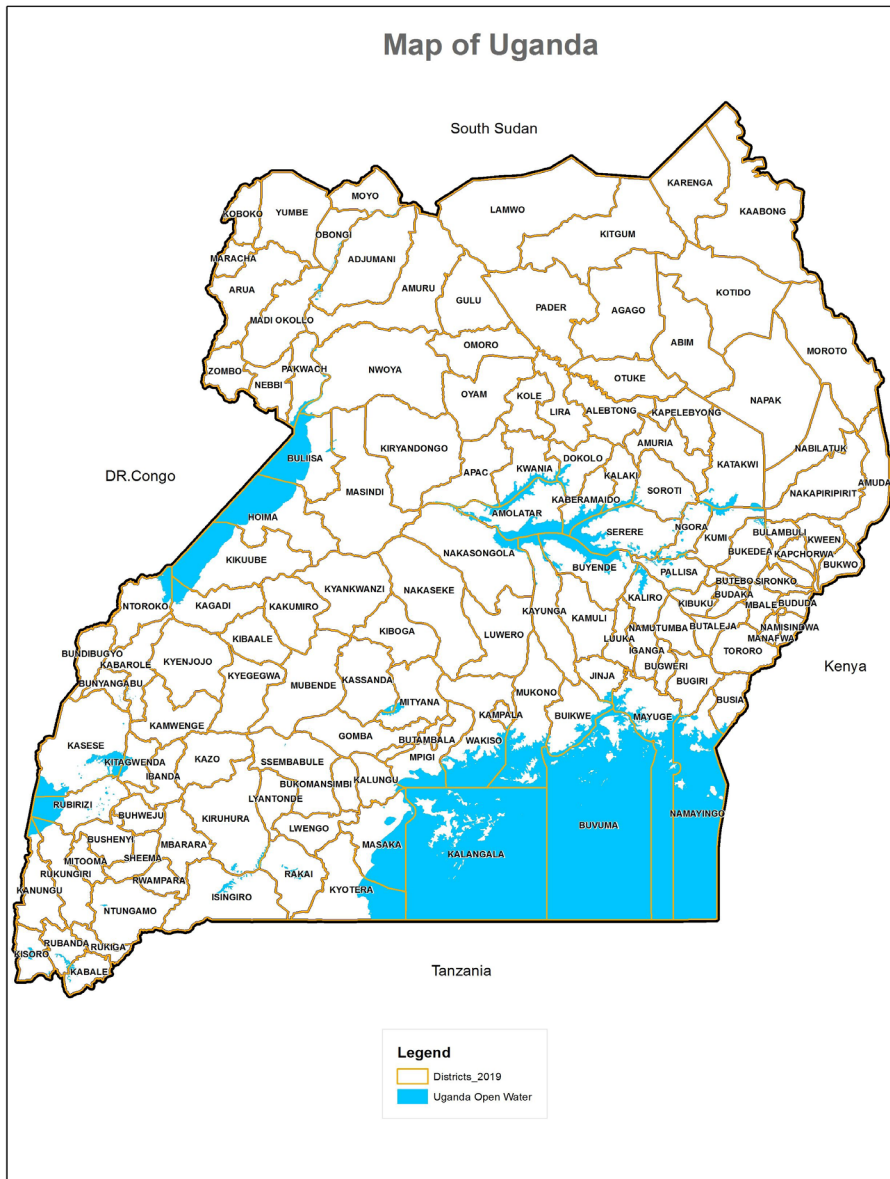 Map of Uganda
South Sudan
KARENGA
MOYO
KAABONG
LAMWO
KOBOKO
YUMBE
OBONGI
KITGUM
MARACHA
ADJUMANI
ARUA
AMURU
GULU
KOTIDO
PADER
AGAGO
MADI OKOLLO
ABIM
OMORO
MOROTO
ZOMBO
PAKWACH
NWOYA
NEBBI
OTUKE
OYAM
KOLE
NAPAK
LIRA
ALEBTONG
KAPELEBYONG
KIRYANDONGO
AMURIA
NABILATUK
BULIISA
DOKOLO
DR.Congo
APAC
KWANIA
KATAKWI
KALAKI
AMUDA
MASINDI
SOROTI
NAKAPIRIPIRIT
KABERAMAIDO
AMOLATAR
HOIMA
NGORA
SERERE
BULAMBULI
KUMI
KWEEN
NAKASONGOLA
BUKEDEA
KAPCHORWA
KIKUUBE
BUYENDE
BUKWO
PALLISA
BUTEBO
SIRONKO
KYANKWANZI
NAKASEKE
KALIRO
BUDAKA
NTOROKO
KAGADI
KAKUMIRO
KAYUNGA
KIBUKU
MBALE
BUDUDA
KAMULI
KIBOGA
NAMUTUMBA
BUTALEJA
NAMISINDWA
KIBAALE
LUWERO
LUUKA
MANAFWA
BUNDIBUGYO
KYENJOJO
IGANGA
TORORO
KABAROLE
BUGWERI
Kenya
KYEGEGWA
JINJA
BUNYANGABU
MUBENDE
KASSANDA
BUGIRI
MUKONO
MITYANA
BUSIA
KAMWENGE
KAMPALA
BUIKWE
MAYUGE
GOMBA
BUTAMBALA
WAKISO
KASESE
MPIGI
KITAGWENDA
KAZO
SSEMBABULE
IBANDA
BUKOMANSIMBI
KALUNGU
RUBIRIZI
LYANTONDE
BUHWEJU
KIRUHURA
NAMAYINGO
BUVUMA
LWENGO
BUSHENYI
MBARARA
MASAKA
SHEEMA
KALANGALA
MITOOMA
RUKUNGIRI
RAKAI
RWAMPARA
KANUNGU
KYOTERA
ISINGIRO
NTUNGAMO
RUBANDA
RUKIGA
KISORO
KABALE
Tanzania
Legend
Districts_2019
Uganda Open Water